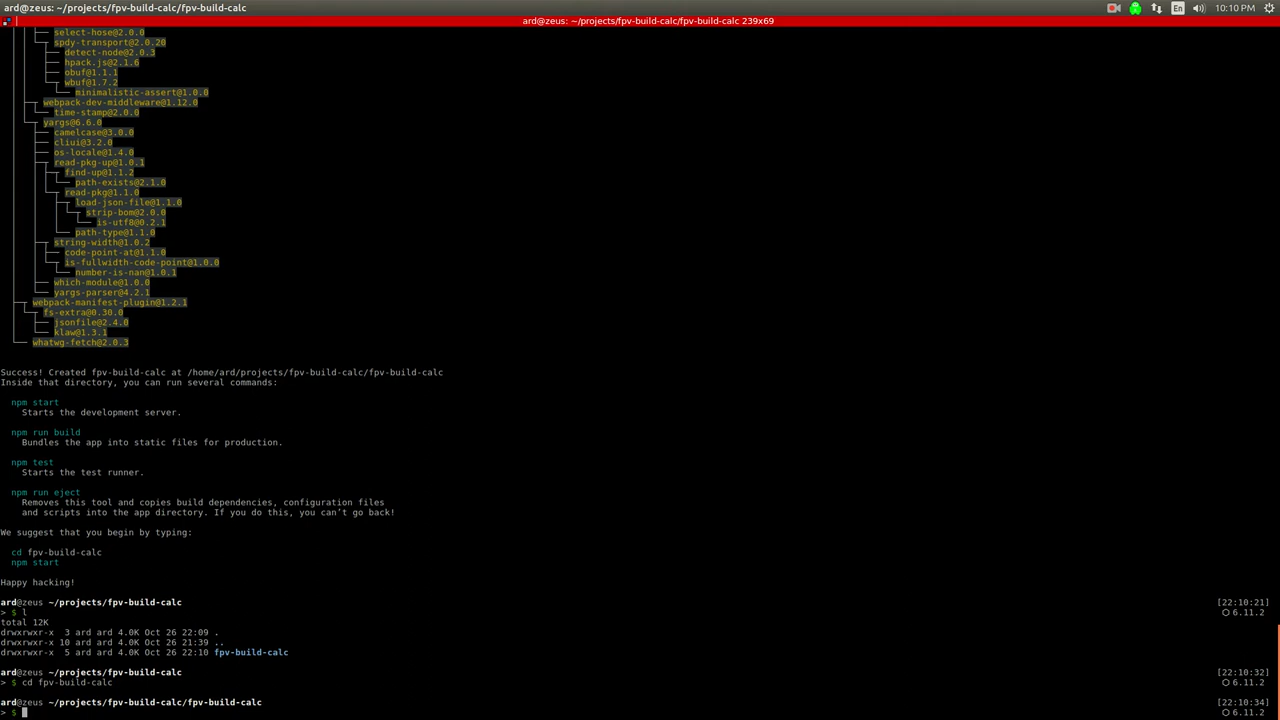 ard@zeus: ~/projects/fpv-build-calc/fpv-build-calc
En
10:10 PM
ard@zeus: ~/projects/fpv-build-calc/fpv-build-calc 239x69
│ │ ├── select-hose@2.0.0
│ │ └─┬ spdy-transport@2.0.20
│ │   ├── detect-node@2.0.3
│ │   ├── hpack.js@2.1.6
│ │   ├── obuf@1.1.1
│ │   └─┬ wbuf@1.7.2
│ │     └── minimalistic-assert@1.0.0
│ ├─┬ webpack-dev-middleware@1.12.0
│ │ └── time-stamp@2.0.0
│ └─┬ yargs@6.6.0
│   ├── camelcase@3.0.0
│   ├── cliui@3.2.0
│   ├── os-locale@1.4.0
│   ├─┬ read-pkg-up@1.0.1
│   │ ├─┬ find-up@1.1.2
│   │ │ └── path-exists@2.1.0
│   │ └─┬ read-pkg@1.1.0
│   │   ├─┬ load-json-file@1.1.0
│   │   │ └─┬ strip-bom@2.0.0
│   │   │   └── is-utf8@0.2.1
│   │   └── path-type@1.1.0
│   ├─┬ string-width@1.0.2
│   │ ├── code-point-at@1.1.0
│   │ └─┬ is-fullwidth-code-point@1.0.0
│   │   └── number-is-nan@1.0.1
│   ├── which-module@1.0.0
│   └── yargs-parser@4.2.1
├─┬ webpack-manifest-plugin@1.2.1
│ └─┬ fs-extra@0.30.0
│   ├── jsonfile@2.4.0
│   └── klaw@1.3.1
└── whatwg-fetch@2.0.3
Success! Created fpv-build-calc at /home/ard/projects/fpv-build-calc/fpv-build-calc
Inside that directory, you can run several commands:
npm start
Starts the development server.
npm run build
Bundles the app into static files for production.
npm test
Starts the test runner.
npm run eject
Removes this tool and copies build dependencies, configuration files
and scripts into the app directory. If you do this, you can’t go back!
We suggest that you begin by typing:
cd fpv-build-calc
npm start
Happy hacking!
ard@zeus ~/projects/fpv-build-calc [22:10:21]
> $ l ⬡ 6.11.2
total 12K
drwxrwxr-x  3 ard ard 4.0K Oct 26 22:09 .
drwxrwxr-x 10 ard ard 4.0K Oct 26 21:39 ..
drwxrwxr-x  5 ard ard 4.0K Oct 26 22:10 fpv-build-calc
ard@zeus ~/projects/fpv-build-calc [22:10:32]
> $ cd fpv-build-calc ⬡ 6.11.2
ard@zeus ~/projects/fpv-build-calc/fpv-build-calc [22:10:34]
> $ ⬡ 6.11.2